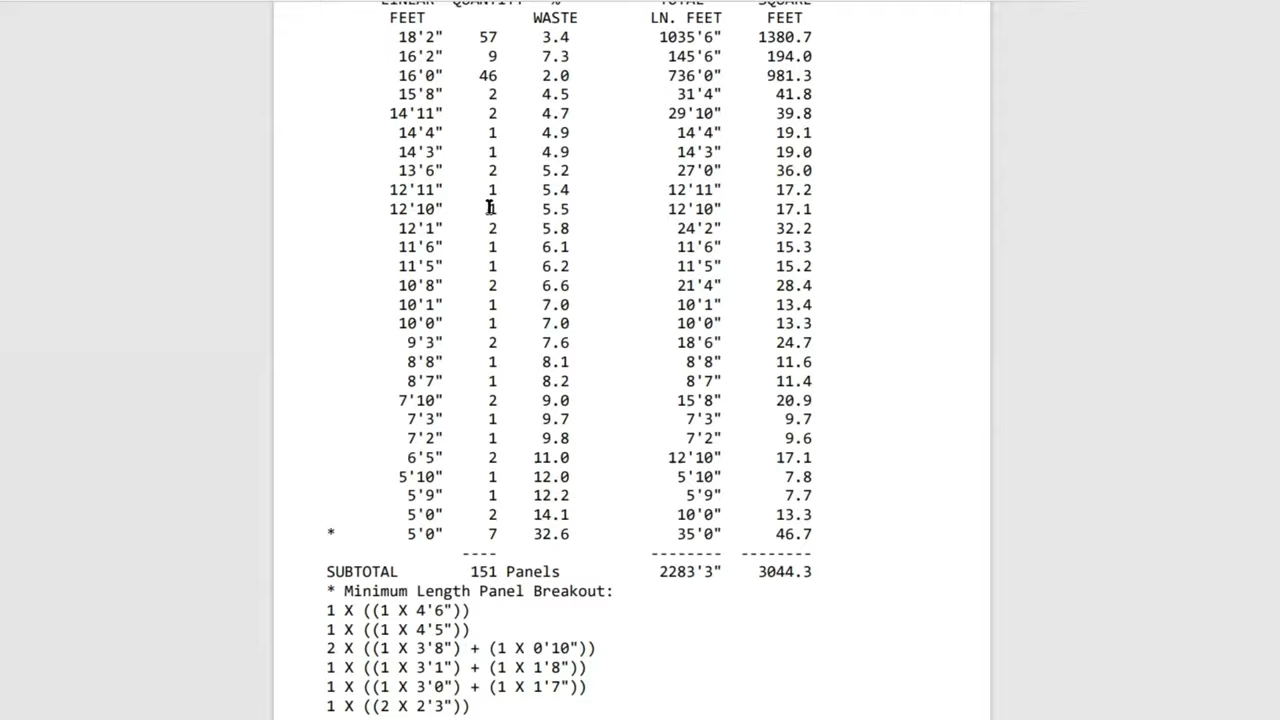 LINEAR QUANTITY % TOTAL SQUARE
FEET WASTE LN. FEET FEET
18'2" 57 3.4 1035'6" 1380.7
16'2" 9 7.3 145'6" 194.0
16'0" 46 2.0 736'0" 981.3
15'8" 2 4.5 31'4" 41.8
14'11" 2 4.7 29'10" 39.8
14'4" 1 4.9 14'4" 19.1
14'3" 1 4.9 14'3" 19.0
13'6" 2 5.2 27'0" 36.0
12'11" 1 5.4 12'11" 17.2
12'10" 1 5.5 12'10" 17.1
12'1" 2 5.8 24'2" 32.2
11'6" 1 6.1 11'6" 15.3
11'5" 1 6.2 11'5" 15.2
10'8" 2 6.6 21'4" 28.4
10'1" 1 7.0 10'1" 13.4
10'0" 1 7.0 10'0" 13.3
9'3" 2 7.6 18'6" 24.7
8'8" 1 8.1 8'8" 11.6
8'7" 1 8.2 8'7" 11.4
7'10" 2 9.0 15'8" 20.9
7'3" 1 9.7 7'3" 9.7
7'2" 1 9.8 7'2" 9.6
6'5" 2 11.0 12'10" 17.1
5'10" 1 12.0 5'10" 7.8
5'9" 1 12.2 5'9" 7.7
5'0" 2 14.1 10'0" 13.3
* 5'0" 7 32.6 35'0" 46.7
---- -------- --------
SUBTOTAL 151 Panels 2283'3" 3044.3
* Minimum Length Panel Breakout:
1 X ((1 X 4'6"))
1 X ((1 X 4'5"))
2 X ((1 X 3'8") + (1 X 0'10"))
1 X ((1 X 3'1") + (1 X 1'8"))
1 X ((1 X 3'0") + (1 X 1'7"))
1 X ((2 X 2'3"))